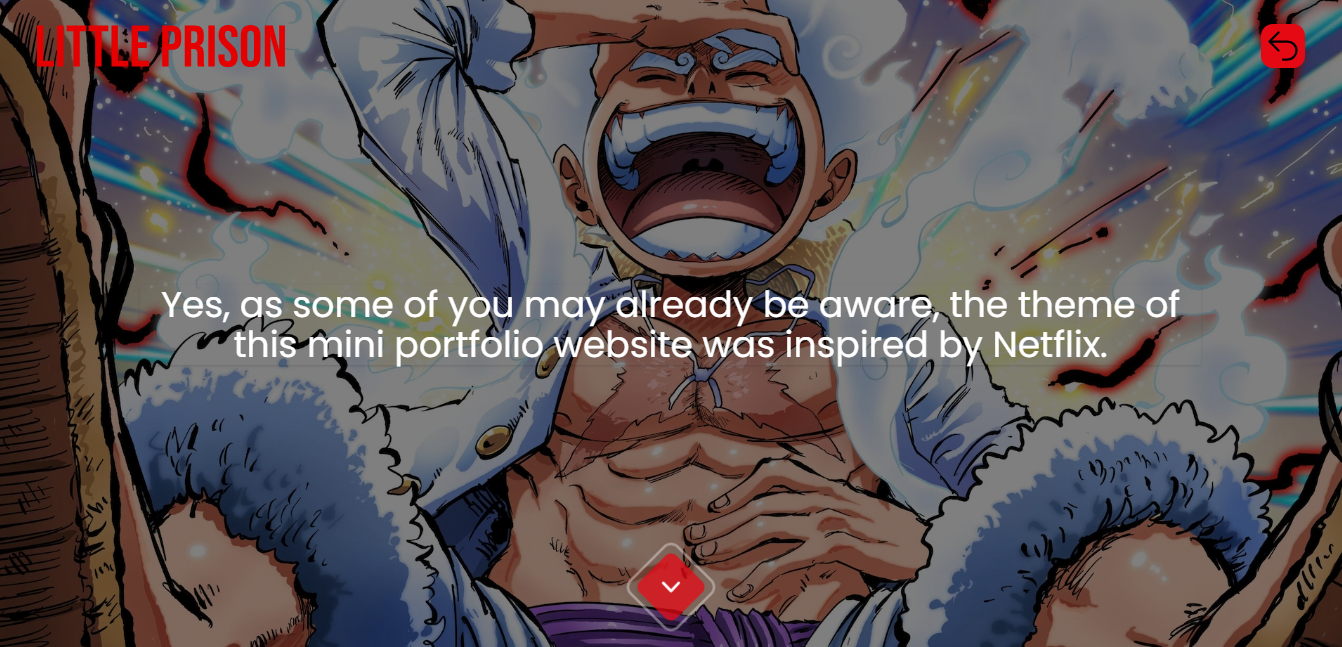 LITTLE PRISON
Yes, as some of you may already be aware, the theme of
this mini portfolio website was inspired by Netflix.